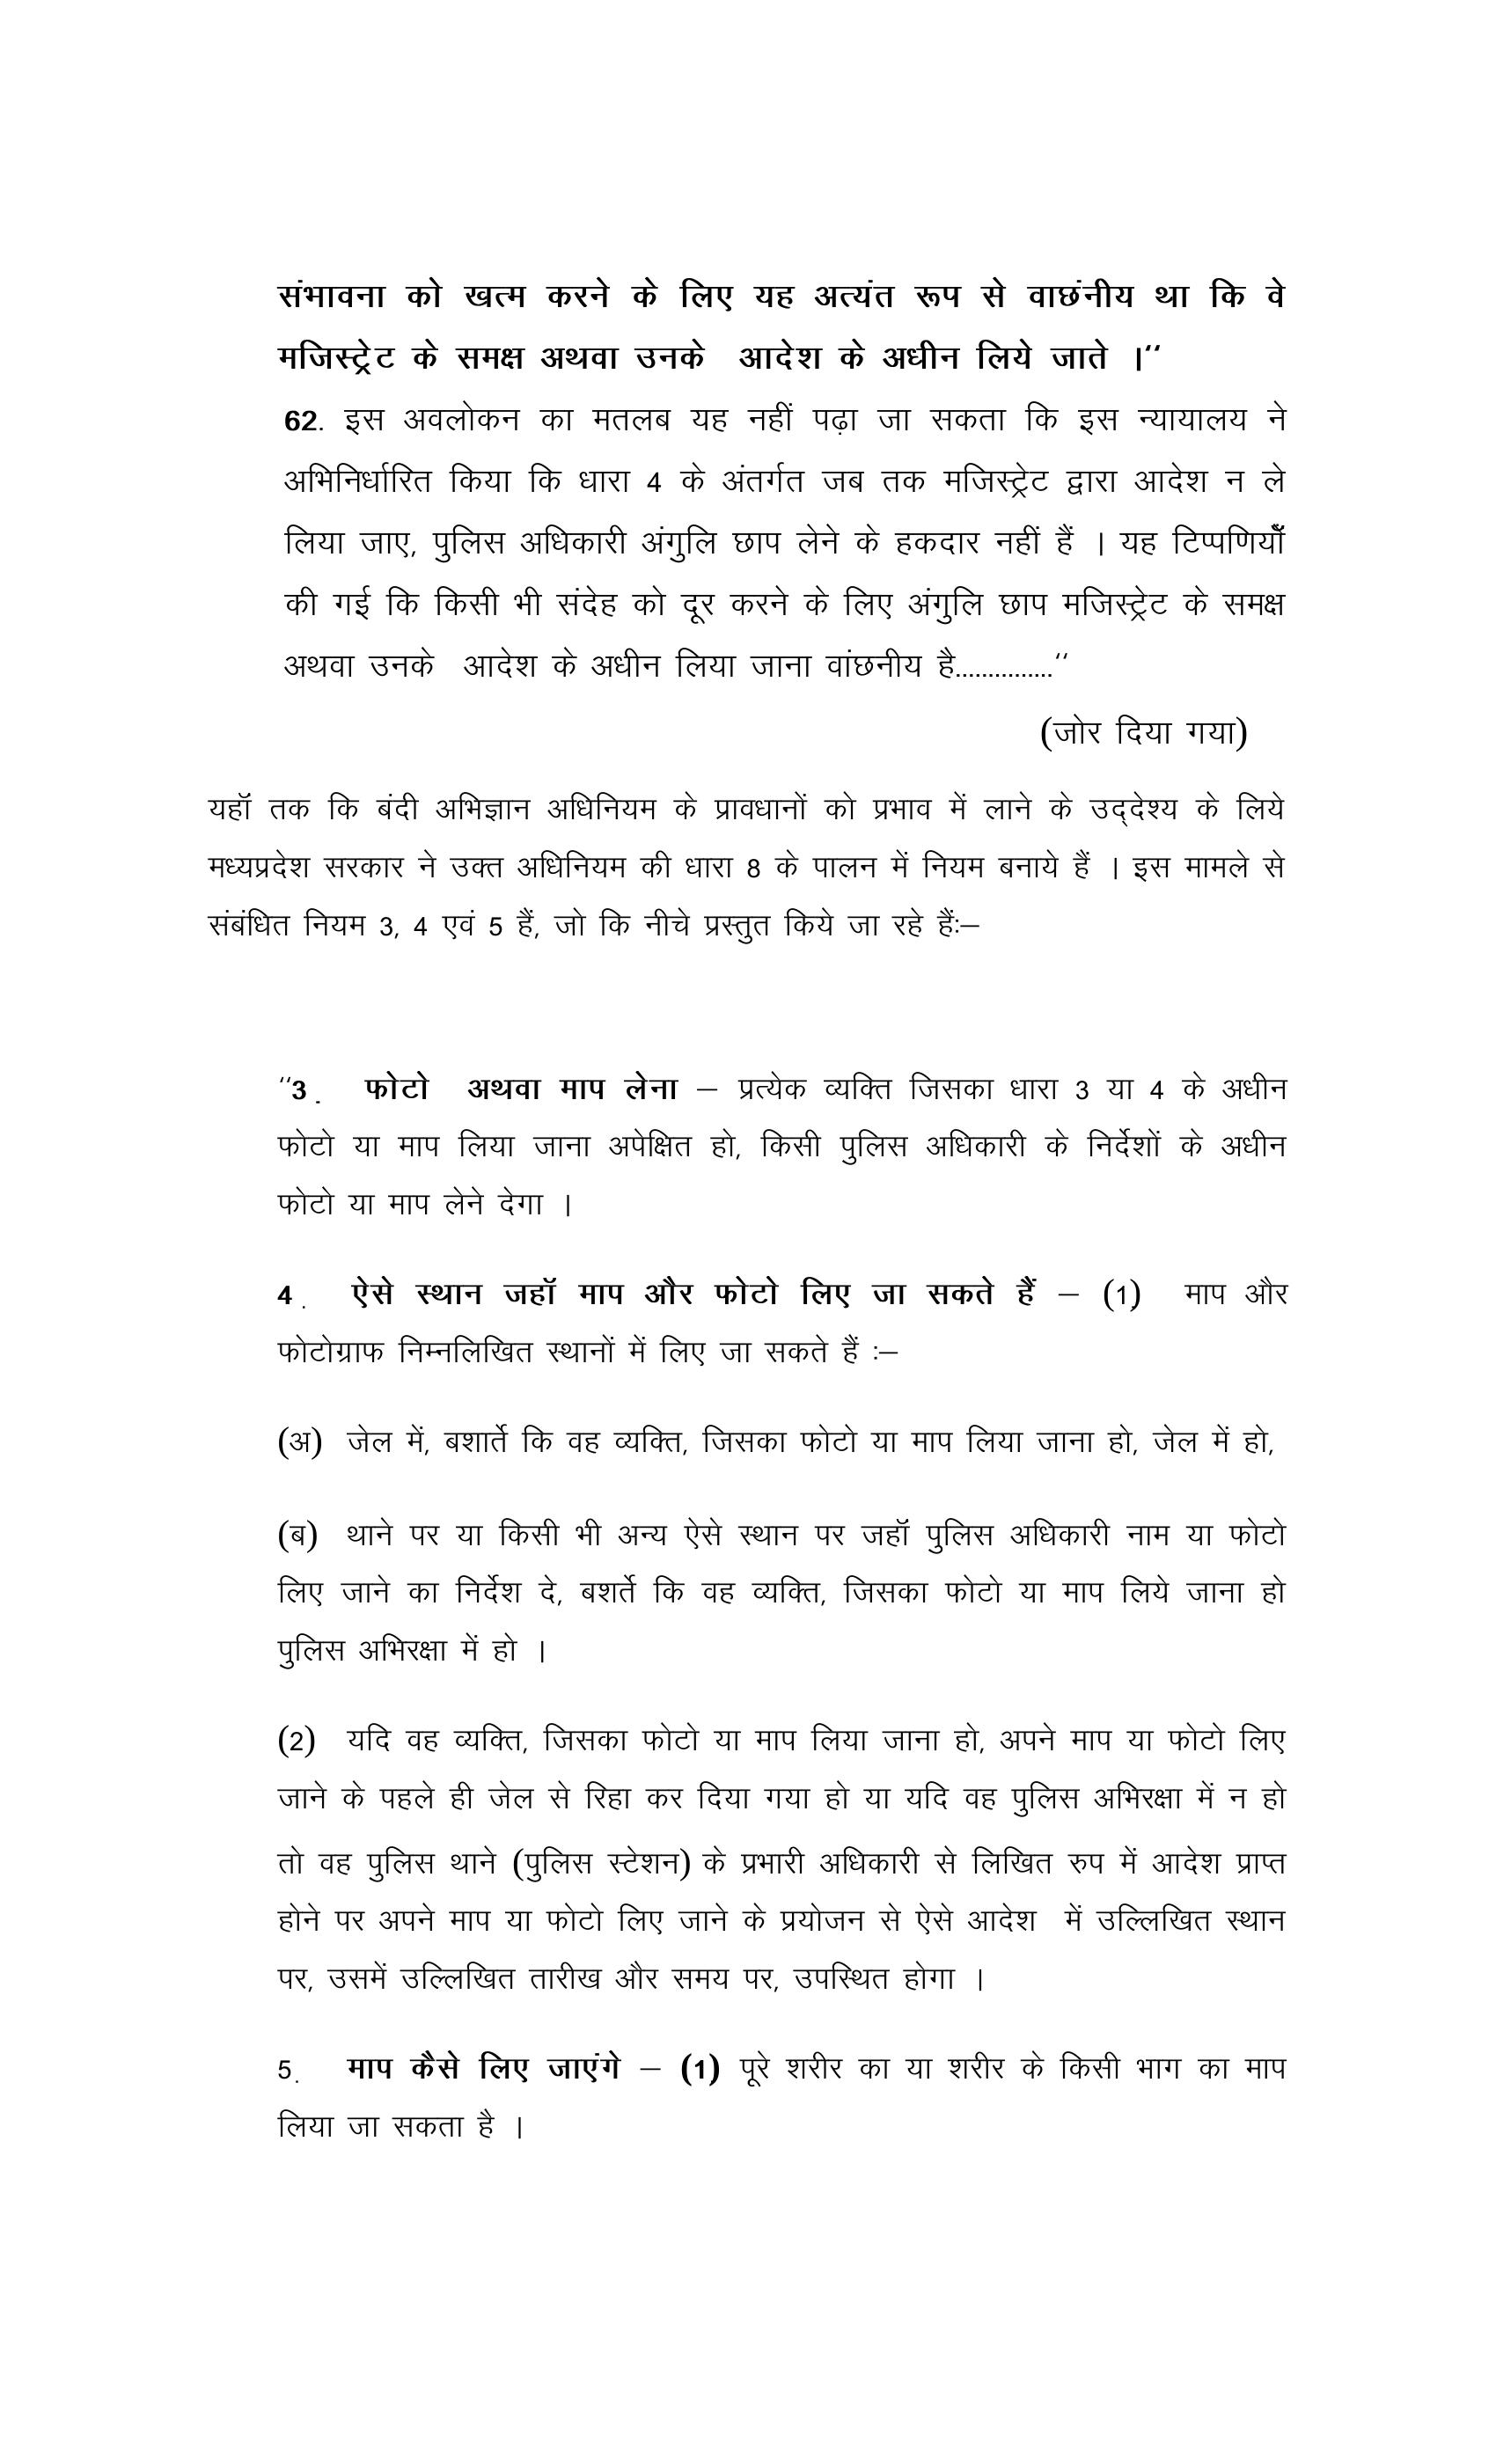 संभावना को खत्म करने के लिए यह अत्यंत रूप से वाछंनीय था कि वे
मजिस्ट्रेट के समक्ष अथवा उनके आदेश के अधीन लिये जाते ।‘‘
62. इस अवलोकन का मतलब यह नहीं पढ़ा जा सकता कि इस न्यायालय ने
अभिनिर्धारित किया कि धारा 4 के अंतर्गत जब तक मजिस्ट्रेट द्वारा आदेश न ले
लिया जाए, पुलिस अधिकारी अंगुलि छाप लेने के हकदार नहीं हैं । यह टिप्पणियाँ
की गई कि किसी भी संदेह को दूर करने के लिए अंगुलि छाप मजिस्ट्रेट के समक्ष
अथवा उनके आदेश के अधीन लिया जाना वांछनीय है...............‘‘
(जोर दिया गया)
यहॉ तक कि बंदी अभिज्ञान अधिनियम के प्रावधानों को प्रभाव में लाने के उद्देश्य के लिये
मध्यप्रदेश सरकार ने उक्त अधिनियम की धारा 8 के पालन में नियम बनाये हैं । इस मामले से
संबंधित नियम 3, 4 एवं 5 हैं, जो कि नीचे प्रस्तुत किये जा रहे हैंः–
‘‘3. फोटो अथवा माप लेना – प्रत्येक व्यक्ति जिसका धारा 3 या 4 के अधीन
फोटो या माप लिया जाना अपेक्षित हो, किसी पुलिस अधिकारी के निर्देशों के अधीन
फोटो या माप लेने देगा ।
4. ऐसे स्थान जहॉ माप और फोटो लिए जा सकते हैं – (1) माप और
फोटोग्राफ निम्नलिखित स्थानों में लिए जा सकते हैं ः–
(अ) जेल में, बशार्ते कि वह व्यक्ति, जिसका फोटो या माप लिया जाना हो, जेल में हो,
(ब) थाने पर या किसी भी अन्य ऐसे स्थान पर जहॉ पुलिस अधिकारी नाम या फोटो
लिए जाने का निर्देश दे, बशर्ते कि वह व्यक्ति, जिसका फोटो या माप लिये जाना हो
पुलिस अभिरक्षा में हो ।
(2) यदि वह व्यक्ति, जिसका फोटो या माप लिया जाना हो, अपने माप या फोटो लिए
जाने के पहले ही जेल से रिहा कर दिया गया हो या यदि वह पुलिस अभिरक्षा में न हो
तो वह पुलिस थाने (पुलिस स्टेशन) के प्रभारी अधिकारी से लिखित रुप में आदेश प्राप्त
होने पर अपने माप या फोटो लिए जाने के प्रयोजन से ऐसे आदेश में उल्लिखित स्थान
पर, उसमें उल्लिखित तारीख और समय पर, उपस्थित होगा ।
5. माप कैसे लिए जाएंगे – (1) पूरे शरीर का या शरीर के किसी भाग का माप
लिया जा सकता है ।